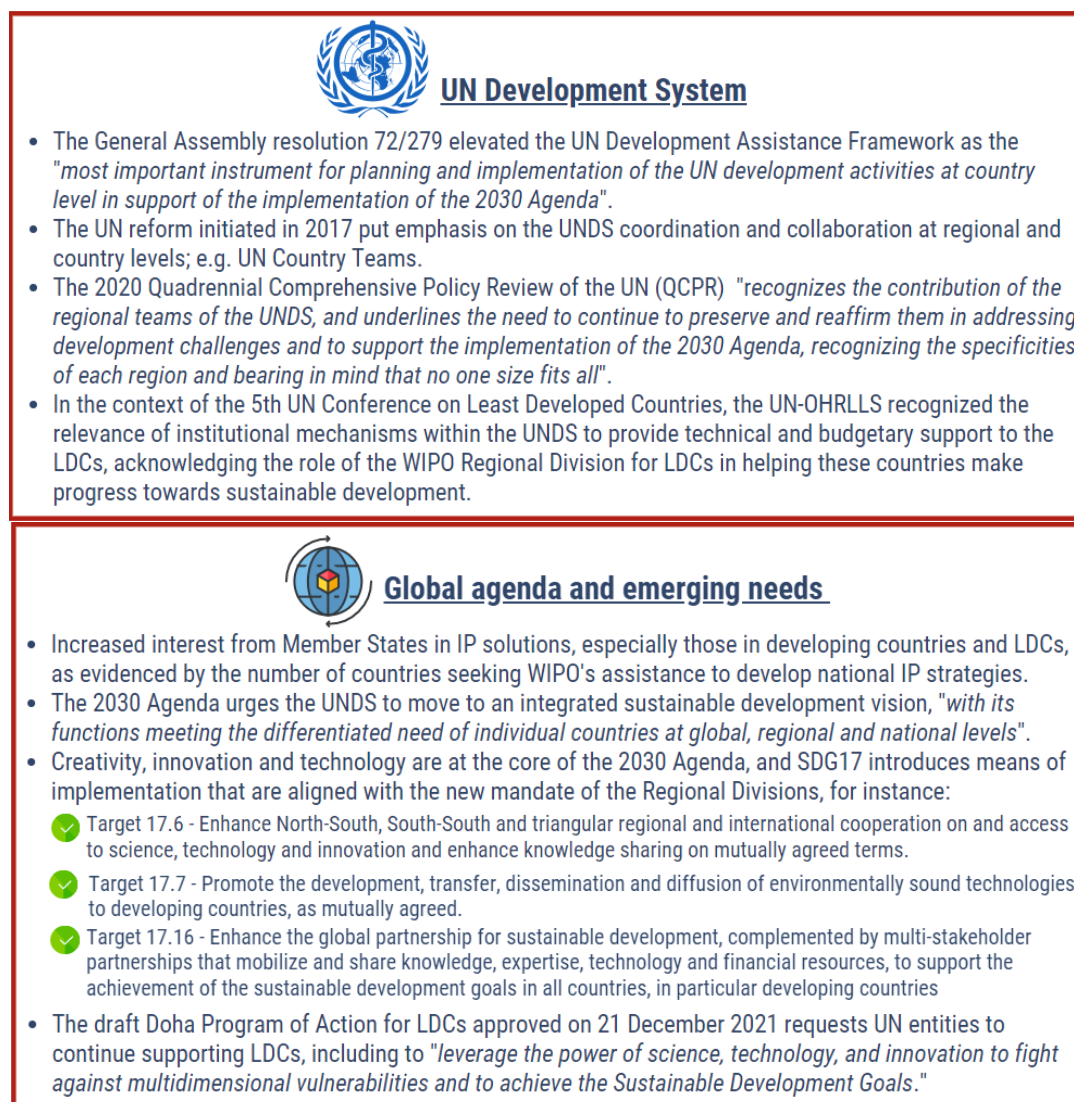 UN Development System
• The General Assembly resolution 72/279 elevated the UN Development Assistance Framework as the
"most important instrument for planning and implementation of the UN development activities at country
level in support of the implementation of the 2030 Agenda".
• The UN reform initiated in 2017 put emphasis on the UNDS coordination and collaboration at regional and
country levels; e.g. UN Country Teams.
• The 2020 Quadrennial Comprehensive Policy Review of the UN (QCPR) "recognizes the contribution of the
regional teams of the UNDS, and underlines the need to continue to preserve and reaffirm them in addressing
development challenges and to support the implementation of the 2030 Agenda, recognizing the specificities
of each region and bearing in mind that no one size fits all".
• In the context of the 5th UN Conference on Least Developed Countries, the UN-OHRLLS recognized the
relevance of institutional mechanisms within the UNDS to provide technical and budgetary support to the
LDCs, acknowledging the role of the WIPO Regional Division for LDCs in helping these countries make
progress towards sustainable development.
Global agenda and emerging needs
• Increased interest from Member States in IP solutions, especially those in developing countries and LDCs,
as evidenced by the number of countries seeking WIPO's assistance to develop national IP strategies.
• The 2030 Agenda urges the UNDS to move to an integrated sustainable development vision, "with its
functions meeting the differentiated need of individual countries at global, regional and national levels".
• Creativity, innovation and technology are at the core of the 2030 Agenda, and SDG17 introduces means of
implementation that are aligned with the new mandate of the Regional Divisions, for instance:
Target 17.6 - Enhance North-South, South-South and triangular regional and international cooperation on and access
to science, technology and innovation and enhance knowledge sharing on mutually agreed terms.
Target 17.7 - Promote the development, transfer, dissemination and diffusion of environmentally sound technologies
to developing countries, as mutually agreed.
Target 17.16 - Enhance the global partnership for sustainable development, complemented by multi-stakeholder
partnerships that mobilize and share knowledge, expertise, technology and financial resources, to support the
achievement of the sustainable development goals in all countries, in particular developing countries
• The draft Doha Program of Action for LDCs approved on 21 December 2021 requests UN entities to
continue supporting LDCs, including to "leverage the power of science, technology, and innovation to fight
against multidimensional vulnerabilities and to achieve the Sustainable Development Goals."